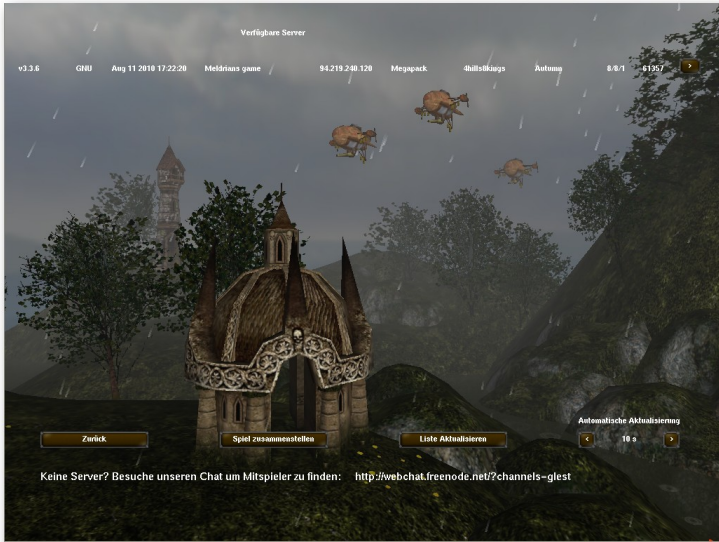 Verfügbare Server
v3.3.6 GNU Aug 11 2010 17:22:20 Meldrians game 94.219.240.120 Megapack 4hills8kings Autumn 8/8/1 61357 >
Automatische Aktualisierung
Zurück Spiel zusammenstellen Liste Aktualisieren < 10 s >
Keine Server? Besuche unseren Chat um Mitspieler zu finden: http://webchat.freenode.net/?channels=glest